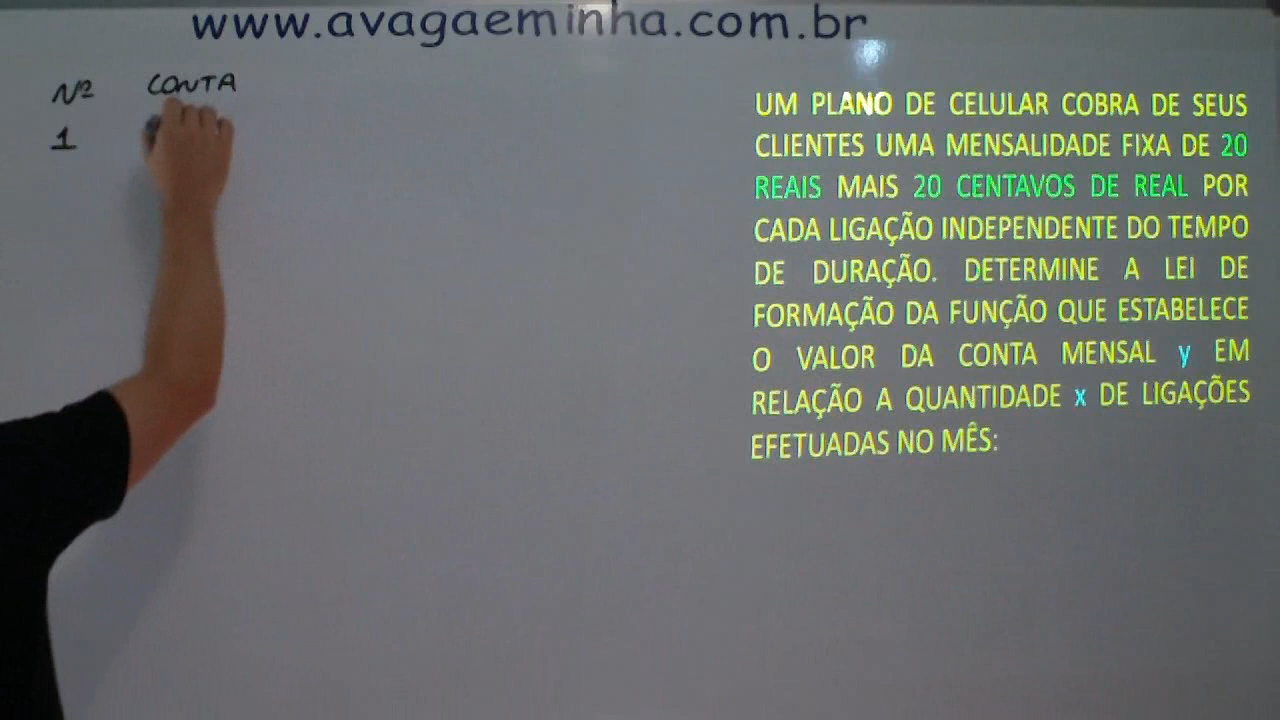 www.avagaeminha.com.br
Nº CONTA
1
UM PLANO DE CELULAR COBRA DE SEUS
CLIENTES UMA MENSALIDADE FIXA DE 20
REAIS MAIS 20 CENTAVOS DE REAL POR
CADA LIGAÇÃO INDEPENDENTE DO TEMPO
DE DURAÇÃO. DETERMINE A LEI DE
FORMAÇÃO DA FUNÇÃO QUE ESTABELECE
O VALOR DA CONTA MENSAL y EM
RELAÇÃO A QUANTIDADE x DE LIGAÇÕES
EFETUADAS NO MÊS: